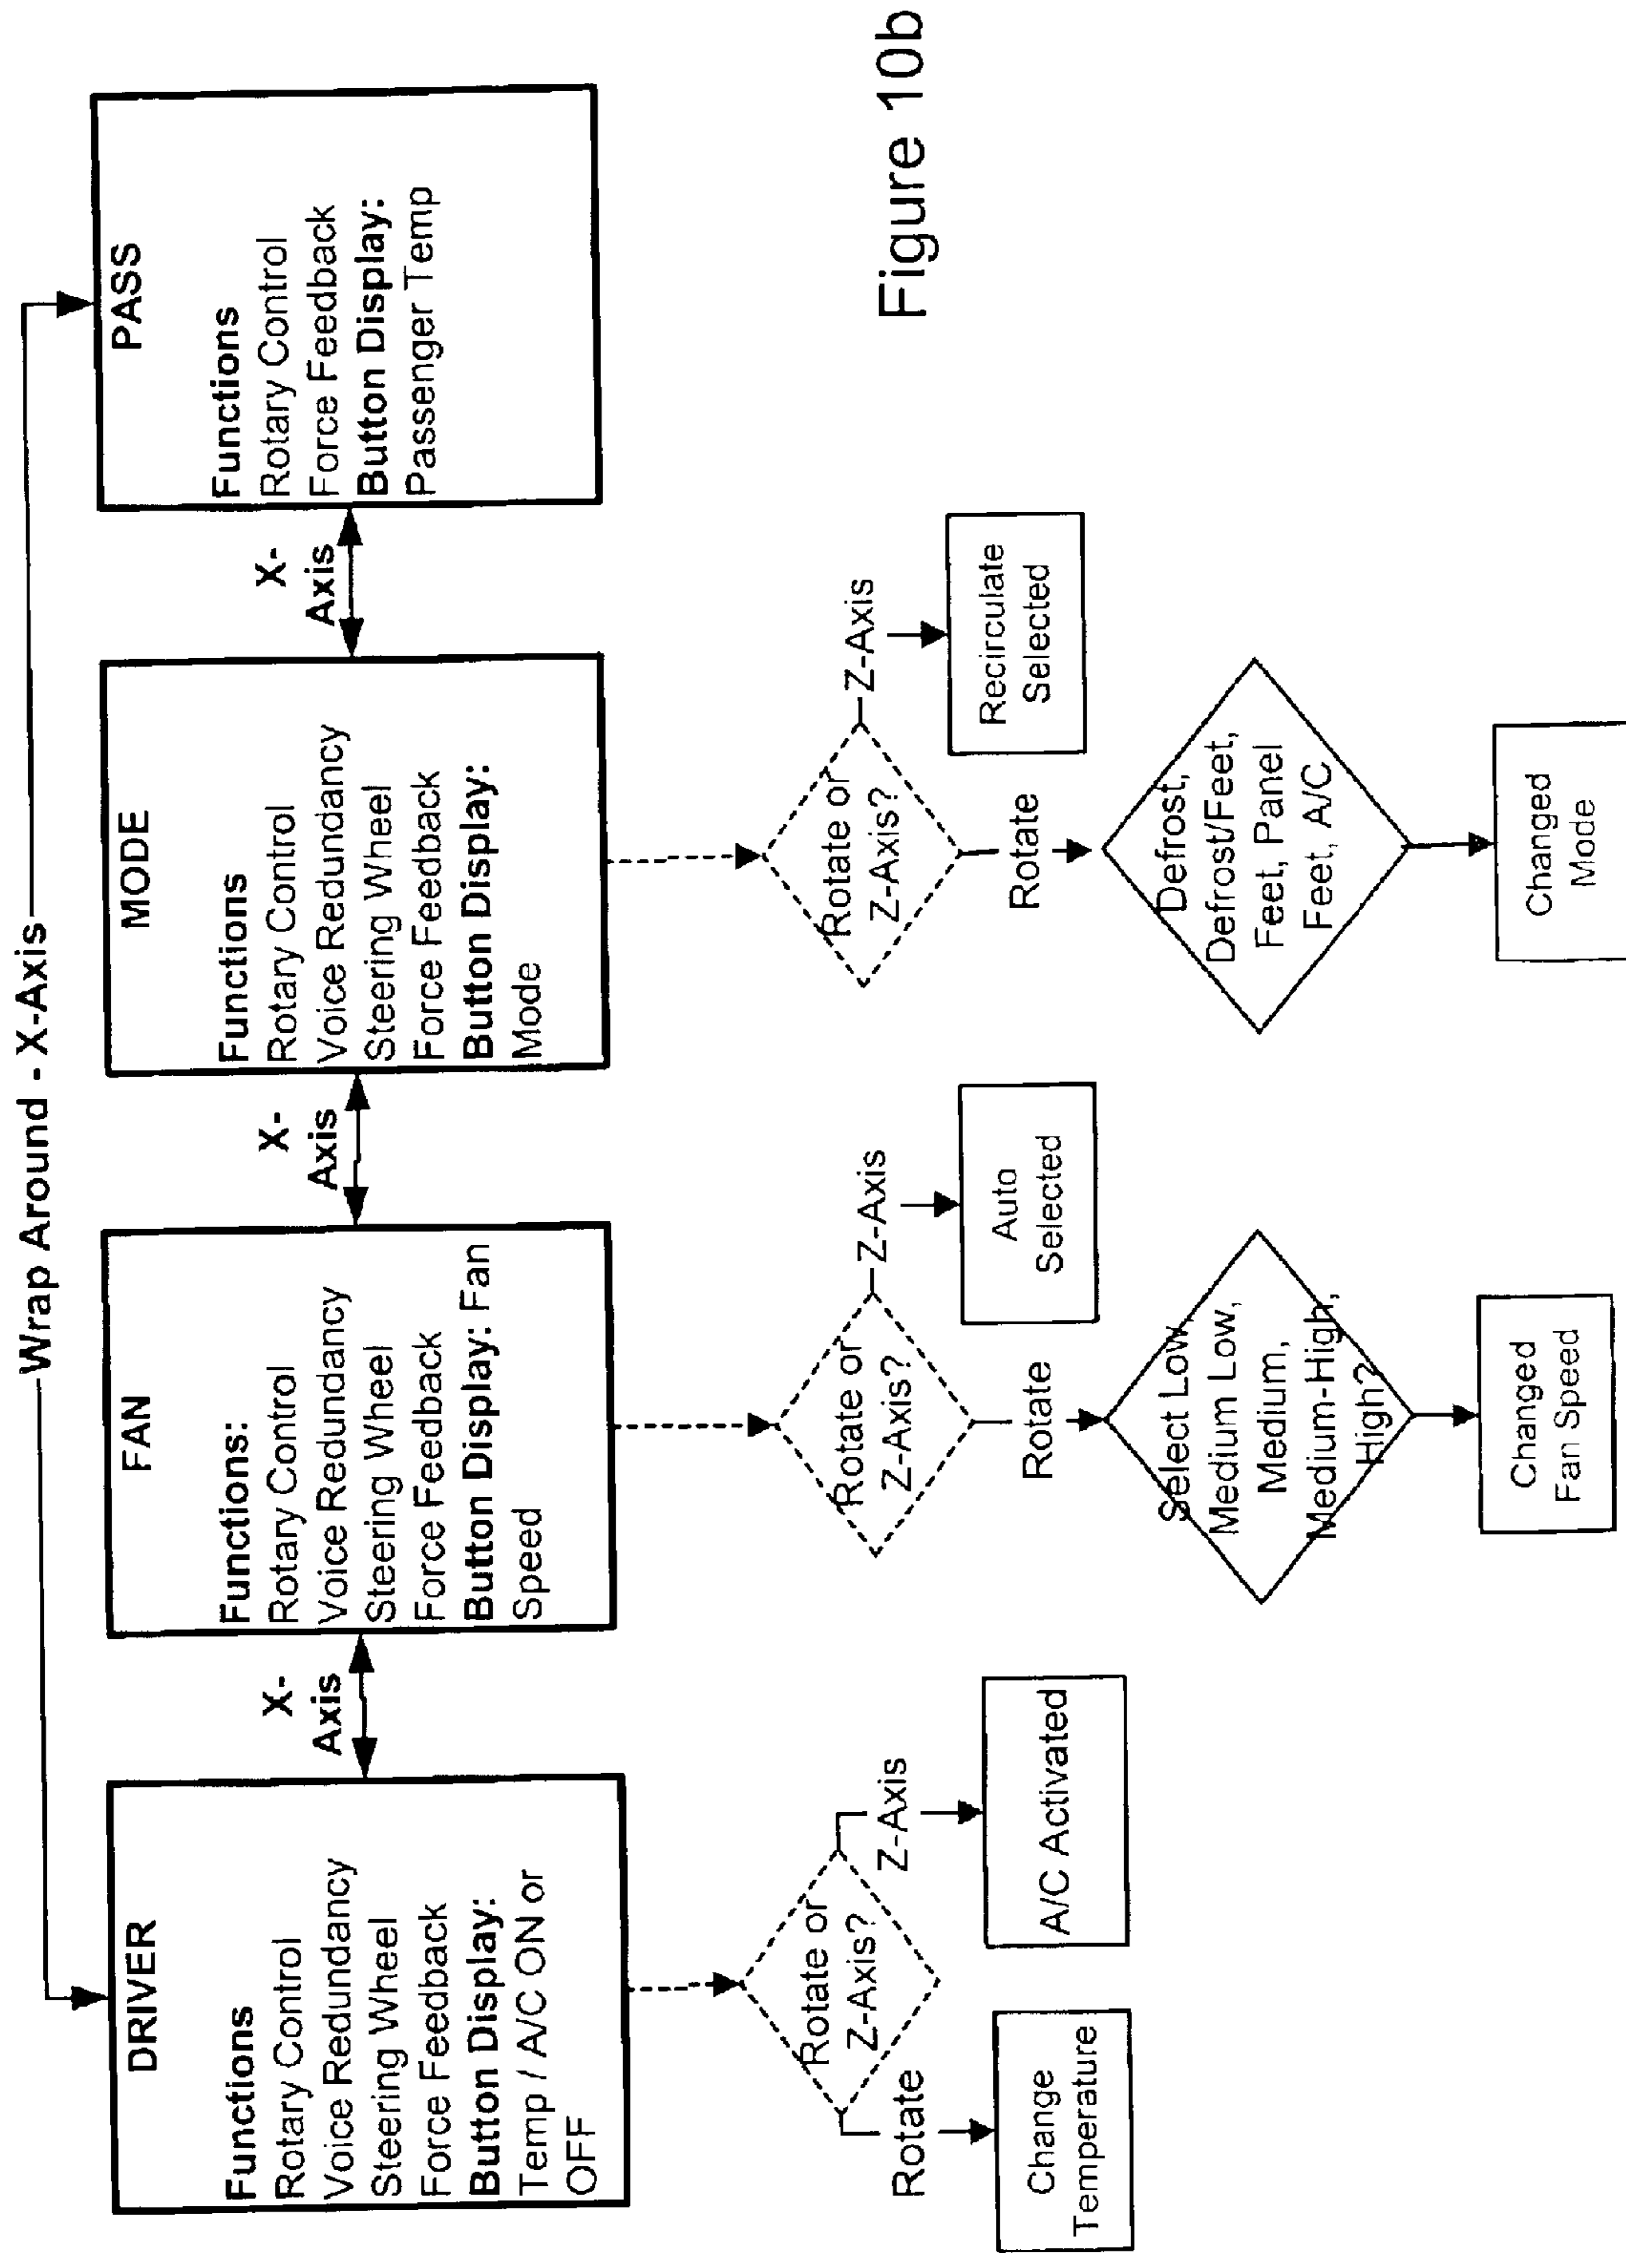 Wrap Around - X-Axis
DRIVER
Functions
Rotary Control
Voice Redundancy
Steering Wheel
Force Feedback
Button Display:
Temp / A/C ON or
OFF
X-
Axis
FAN
Functions:
Rotary Control
Voice Redundancy
Steering Wheel
Force Feedback
Button Display: Fan
Speed
X-
Axis
MODE
Functions
Rotary Control
Voice Redundancy
Steering Wheel
Force Feedback
Button Display:
Mode
X-
Axis
PASS
Functions
Rotary Control
Force Feedback
Button Display:
Passenger Temp
Rotate or
Z-Axis?
Rotate
Z-Axis
Change
Temperature
A/C Activated
Rotate or
Z-Axis?
Z-Axis
Auto
Selected
Rotate
Select Low,
Medium Low,
Medium,
Medium-High,
High?
Changed
Fan Speed
Rotate or
Z-Axis?
Z-Axis
Recirculate
Selected
Rotate
Defrost,
Defrost/Feet,
Feet, Panel
Feet, A/C
Changed
Mode
Figure 10b